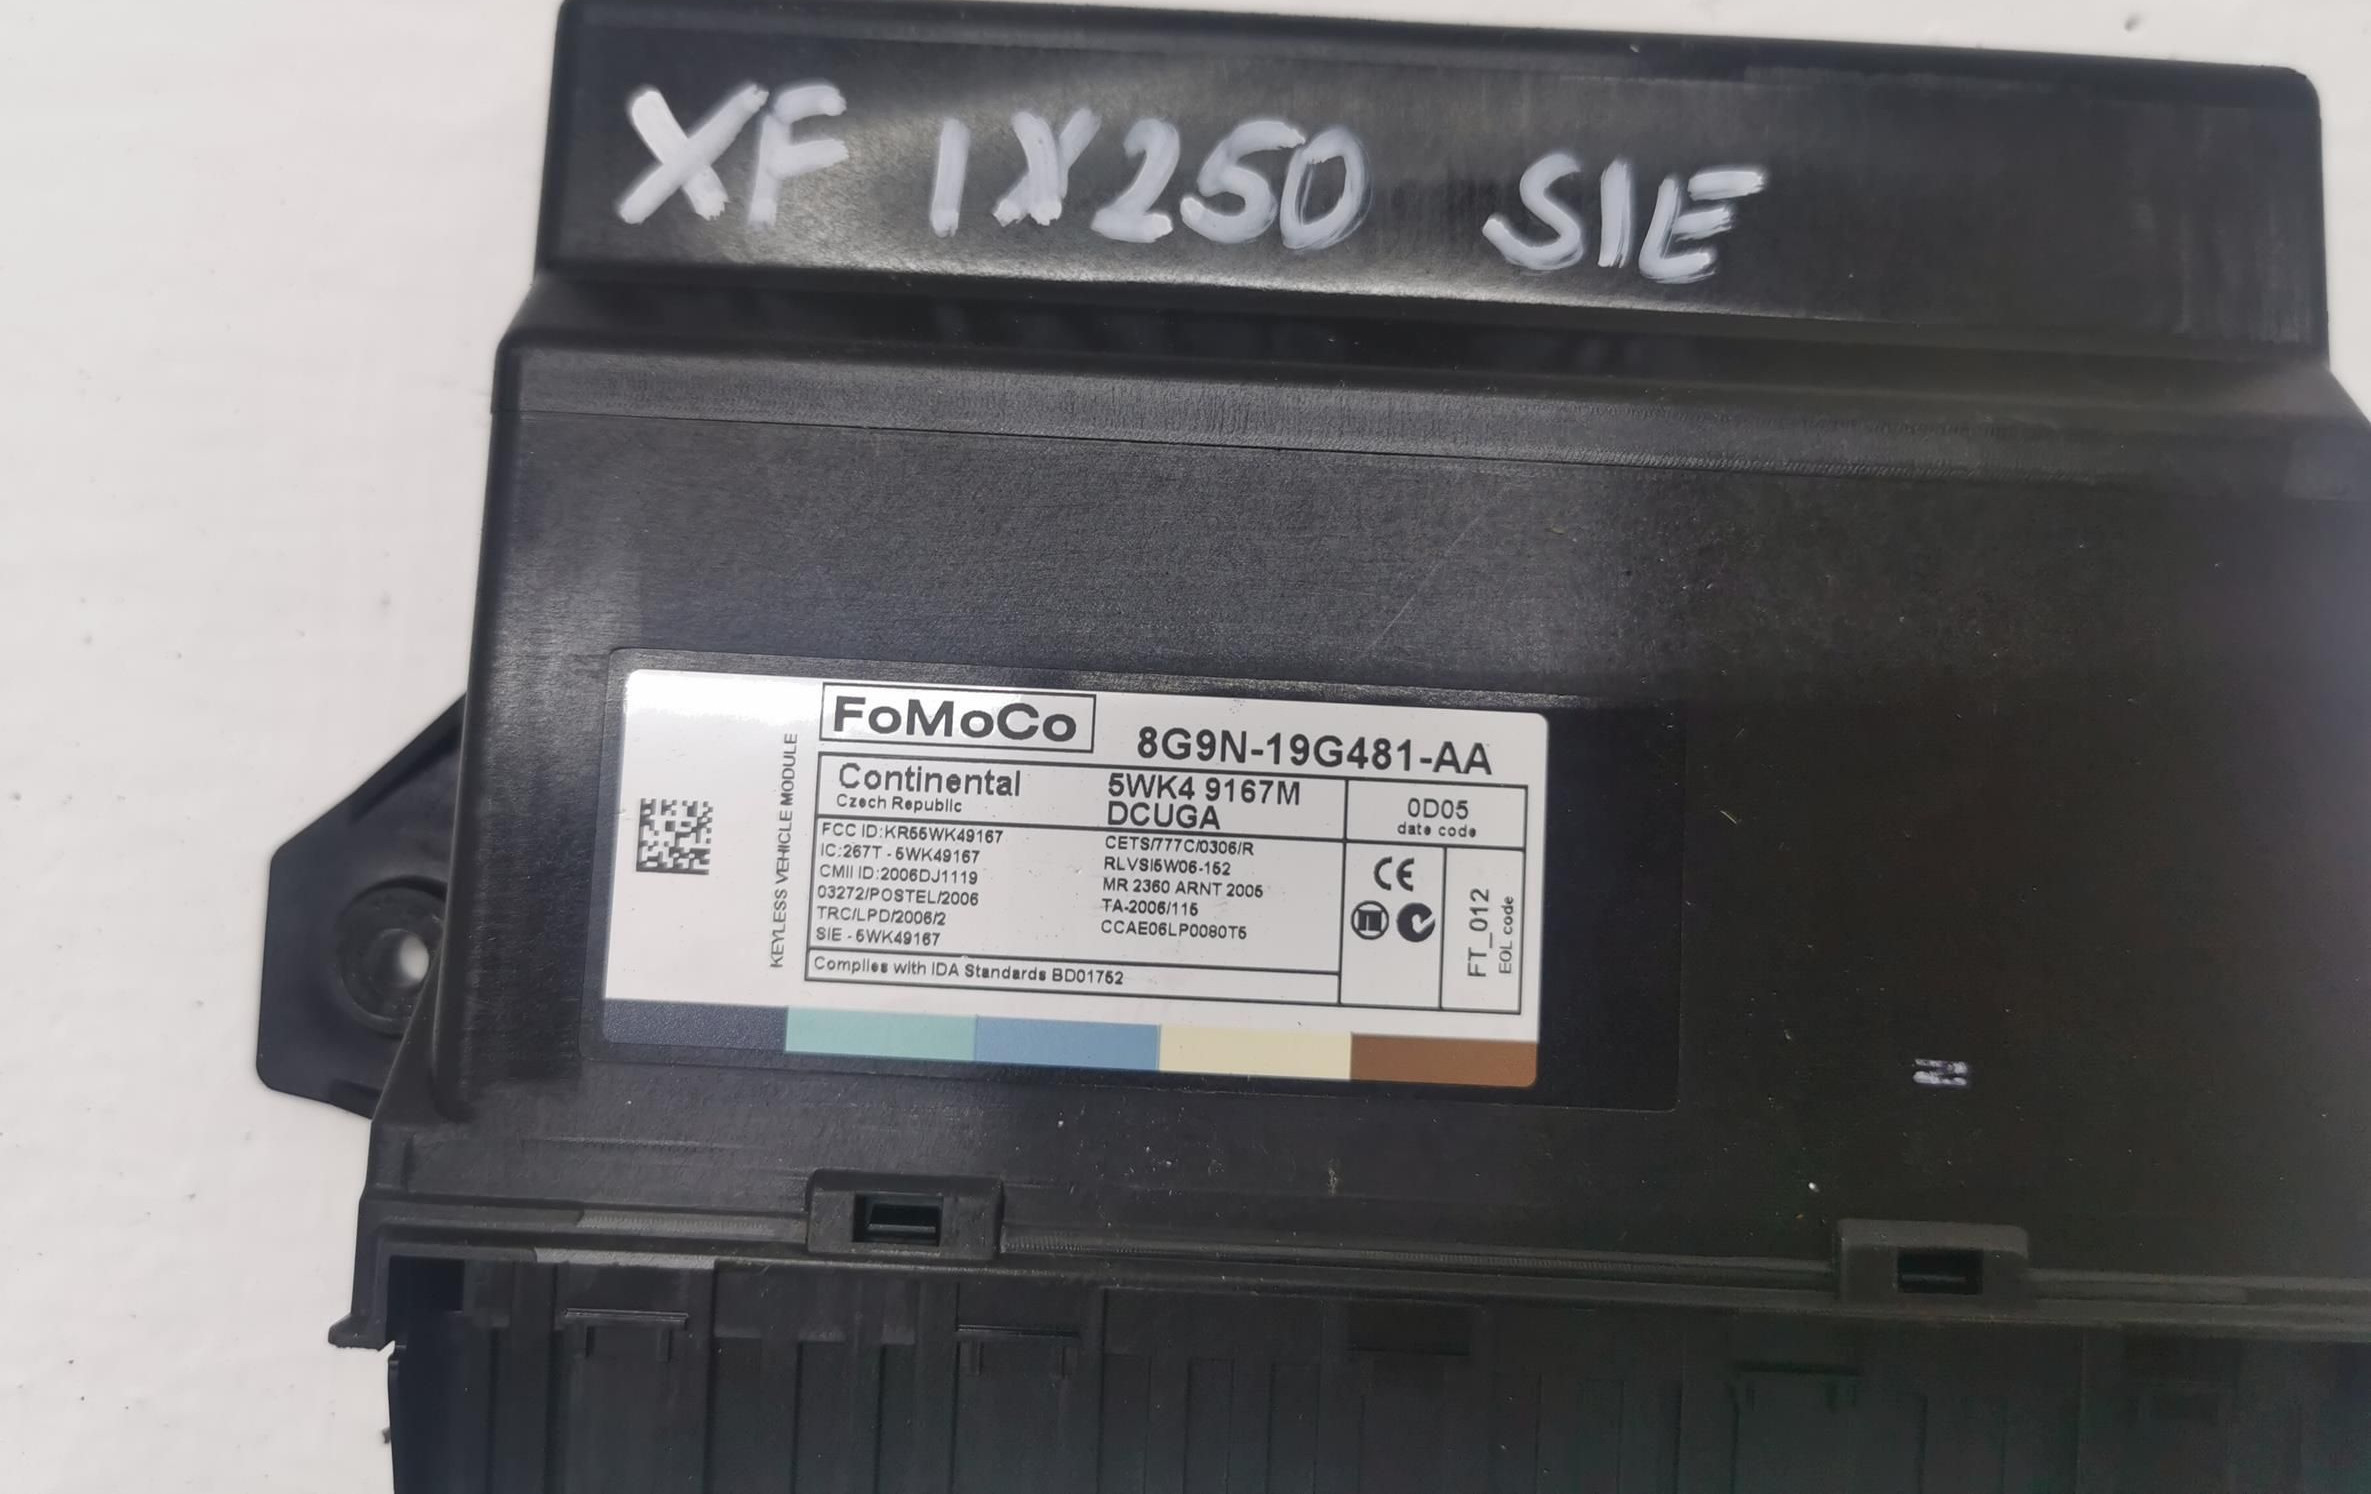 XF 1X250 SIE
FoMoCo
8G9N-19G481-AA
KEYLESS VEHICLE MODULE
Continental
Czech Republic
5WK4 9167M
DCUGA
0D05
date code
FCC ID:KR55WK49167
IC:267T - 5WK49167
CMII ID:2006DJ1119
03272/POSTEL/2006
TRC/LPD/2006/2
SIE - 5WK49167
CETS/777C/0306/R
RLVSI5W06-152
MR 2360 ARNT 2005
TA-2006/115
CCAE06LP0080T5
CE
FT_012
EOL code
Complies with IDA Standards BD01752